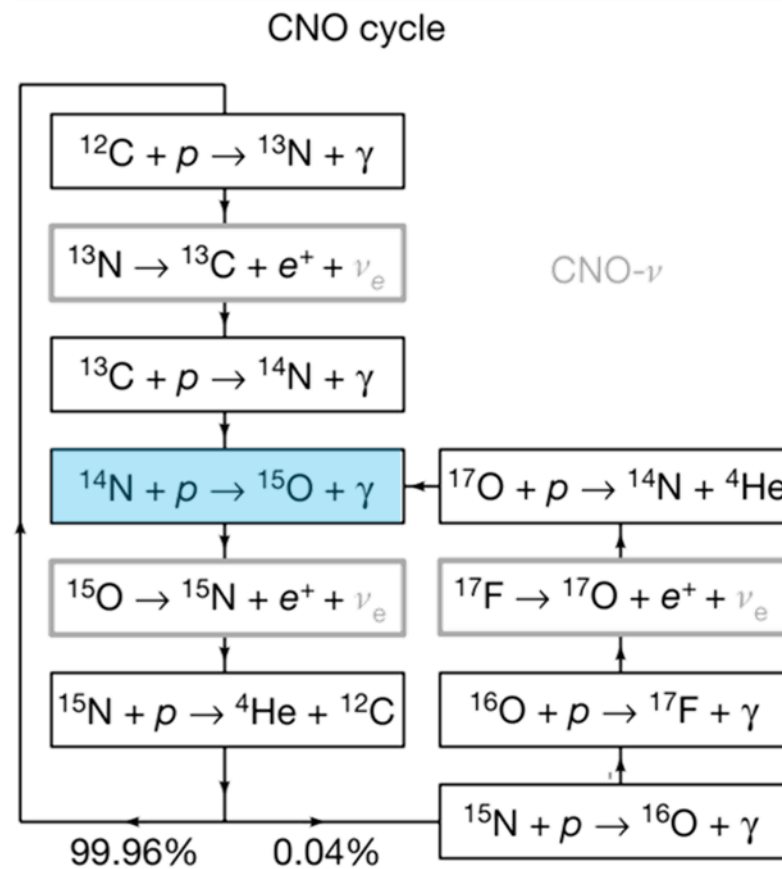 CNO cycle
¹²C + p → ¹³N + γ
¹³N → ¹³C + e⁺ + νₑ
CNO-ν
¹³C + p → ¹⁴N + γ
¹⁴N + p → ¹⁵O + γ
¹⁷O + p → ¹⁴N + ⁴He
¹⁵O → ¹⁵N + e⁺ + νₑ
¹⁷F → ¹⁷O + e⁺ + νₑ
¹⁵N + p → ⁴He + ¹²C
¹⁶O + p → ¹⁷F + γ
¹⁵N + p → ¹⁶O + γ
99.96%
0.04%